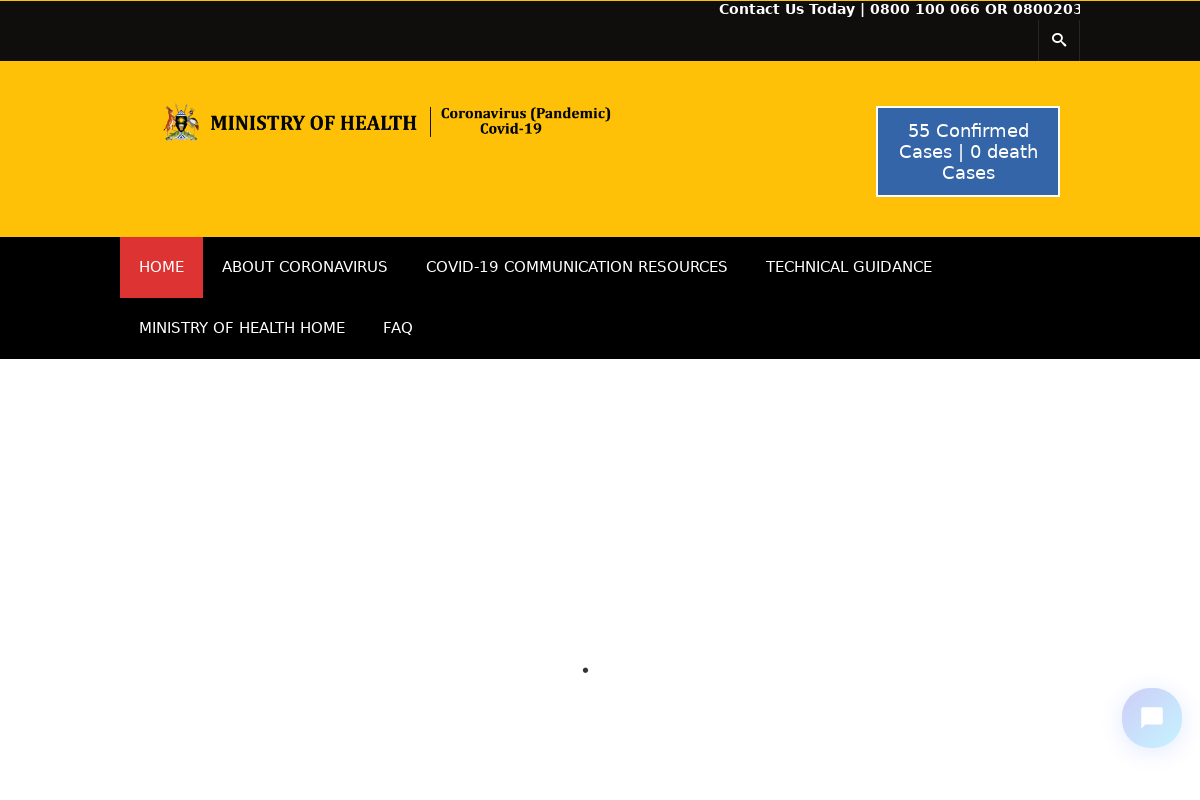 Contact Us Today | 0800 100 066 OR 0800203
MINISTRY OF HEALTH
Coronavirus (Pandemic)
Covid-19
55 Confirmed
Cases | 0 death
Cases
HOME ABOUT CORONAVIRUS COVID-19 COMMUNICATION RESOURCES TECHNICAL GUIDANCE
MINISTRY OF HEALTH HOME FAQ